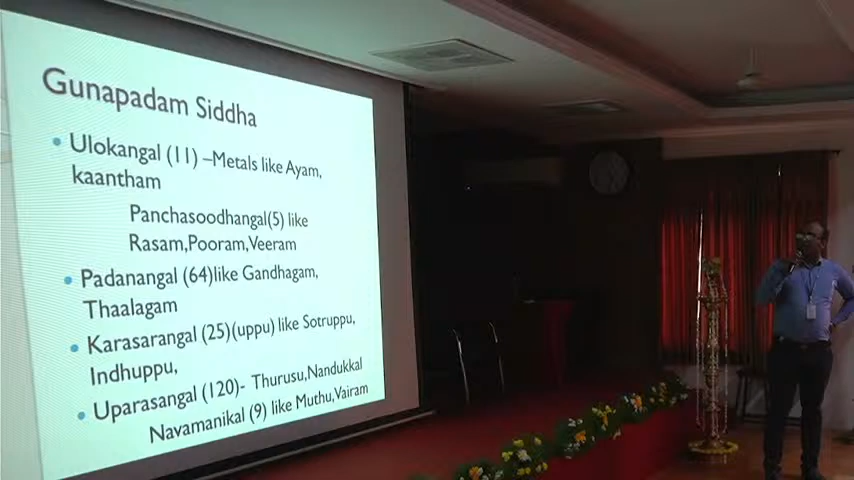 Gunapadam Siddha
Ulokangal (11) –Metals like Ayam,
kaantham
Panchasoodhangal(5) like
Rasam,Pooram,Veeram
Padanangal (64)like Gandhagam,
Thaalagam
Karasarangal (25)(uppu) like Sotruppu,
Indhuppu,
Uparasangal (120)- Thurusu,Nandukkal
Navamanikal (9) like Muthu,Vairam